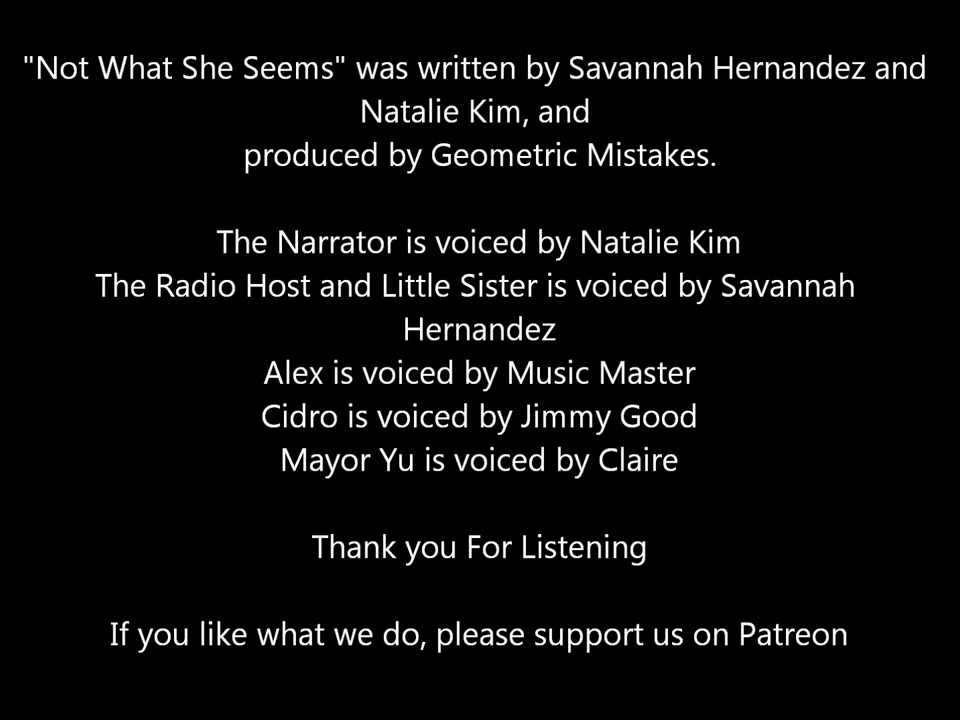 "Not What She Seems" was written by Savannah Hernandez and
Natalie Kim, and
produced by Geometric Mistakes.
The Narrator is voiced by Natalie Kim
The Radio Host and Little Sister is voiced by Savannah
Hernandez
Alex is voiced by Music Master
Cidro is voiced by Jimmy Good
Mayor Yu is voiced by Claire
Thank you For Listening
If you like what we do, please support us on Patreon